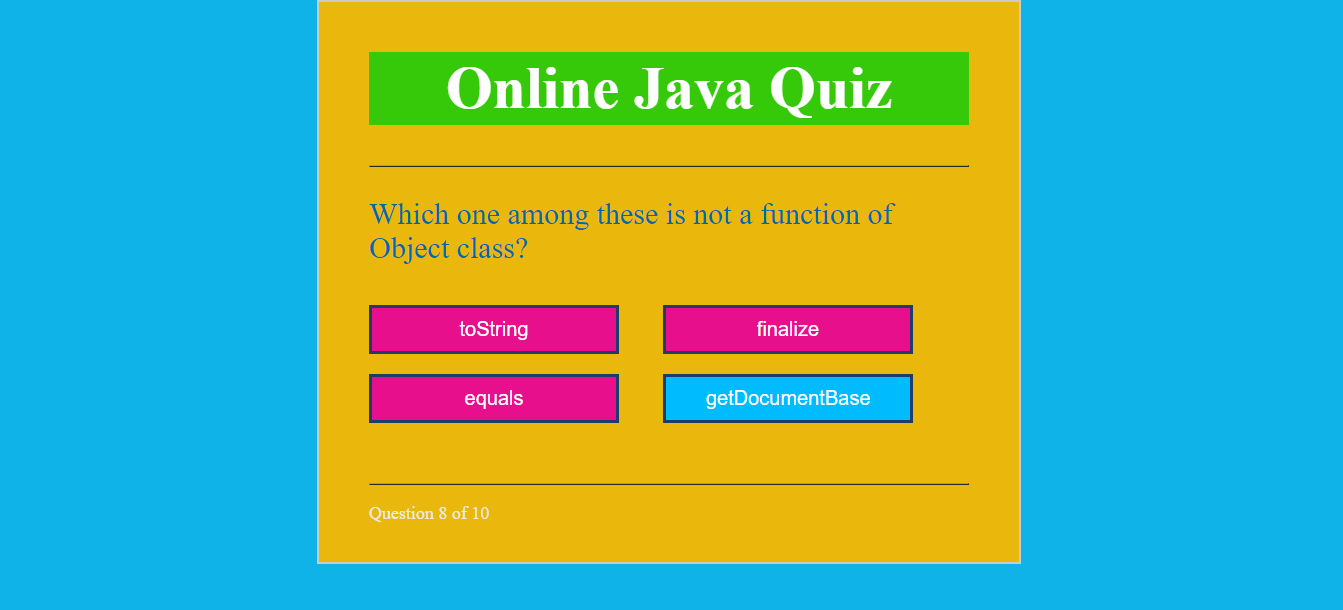 Online Java Quiz
Which one among these is not a function of
Object class?
toString
finalize
equals
getDocumentBase
Question 8 of 10